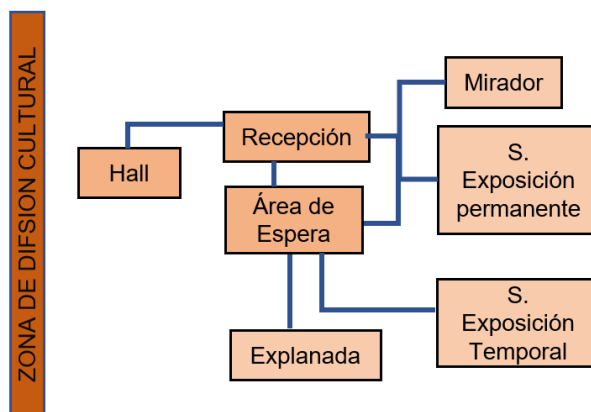 ZONA DE DIFSION CULTURAL
Mirador
Recepción
Hall
S.
Exposición
permanente
Área de
Espera
S.
Exposición
Temporal
Explanada